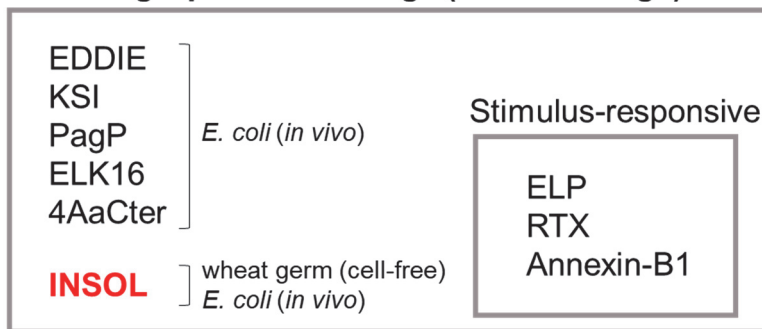 EDDIE
KSI
PagP
ELK16
4AaCter
E. coli (in vivo)
INSOL
wheat germ (cell-free)
E. coli (in vivo)
Stimulus-responsive
ELP
RTX
Annexin-B1